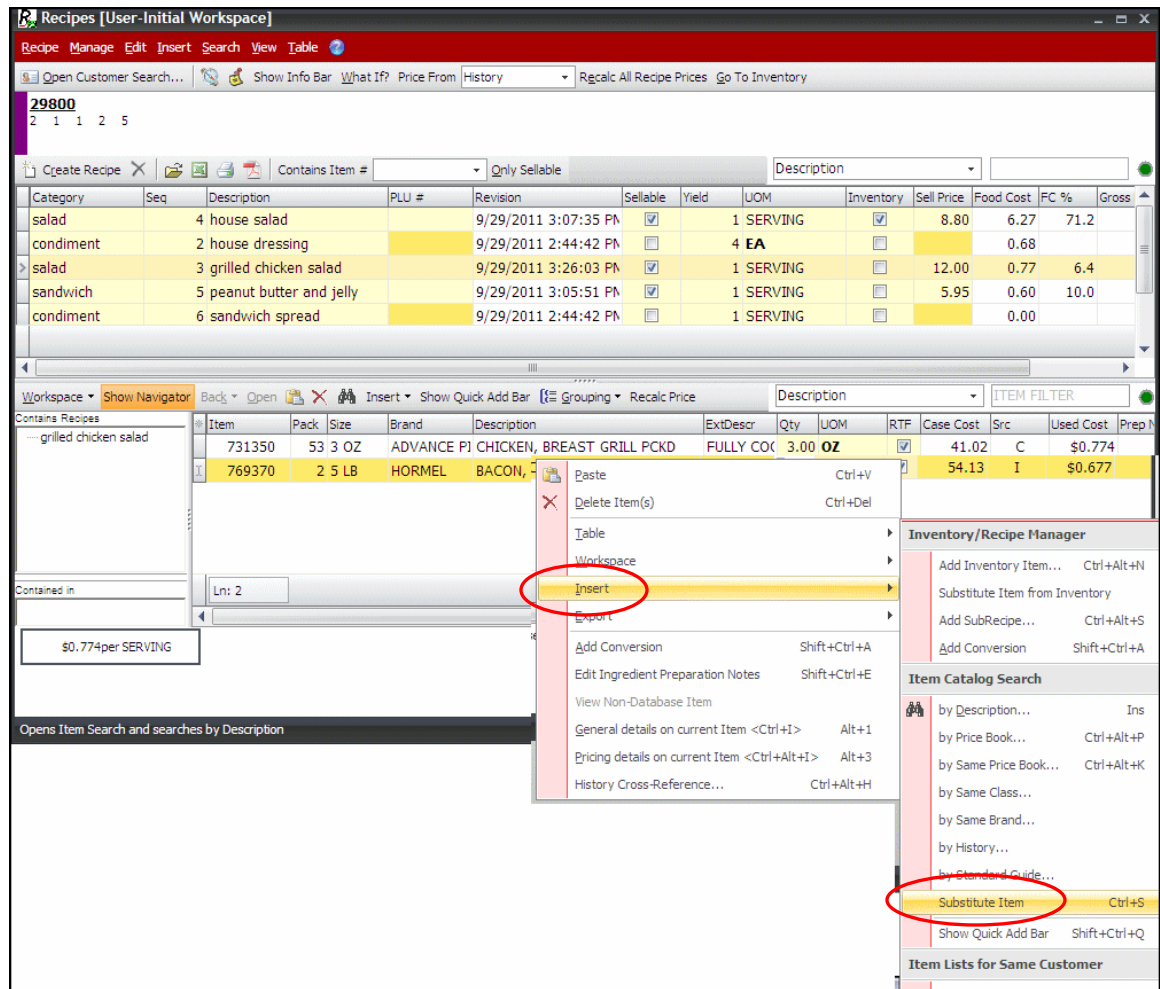 Recipes [User-Initial Workspace]
Recipe Manage Edit Insert Search View Table
Open Customer Search... Show Info Bar What If? Price From History Recalc All Recipe Prices Go To Inventory
29800
2 1 1 2 5
Create Recipe Contains Item # Only Sellable Description
Category Seq Description PLU # Revision Sellable Yield UOM Inventory Sell Price Food Cost FC % Gross
salad 4 house salad 9/29/2011 3:07:35 PM 1 SERVING 8.80 6.27 71.2
condiment 2 house dressing 9/29/2011 2:44:42 PM 4 EA 0.68
salad 3 grilled chicken salad 9/29/2011 3:26:03 PM 1 SERVING 12.00 0.77 6.4
sandwich 5 peanut butter and jelly 9/29/2011 3:05:51 PM 1 SERVING 5.95 0.60 10.0
condiment 6 sandwich spread 9/29/2011 2:44:42 PM 1 SERVING 0.00
Workspace Show Navigator Back Open Insert Show Quick Add Bar Grouping Recalc Price Description ITEM FILTER
Contains Recipes
grilled chicken salad
Item Pack Size Brand Description ExtDescr Qty UOM RTF Case Cost Src Used Cost Prep N
731350 53 3 OZ ADVANCE PI CHICKEN, BREAST GRILL PCKD FULLY COO 3.00 OZ 41.02 C $0.774
769370 2 5 LB HORMEL BACON, 54.13 I $0.677
Ln: 2
Contained in
$0.774per SERVING
Opens Item Search and searches by Description
Paste Ctrl+V
Delete Item(s) Ctrl+Del
Table
Workspace
Insert
Export
Add Conversion Shift+Ctrl+A
Edit Ingredient Preparation Notes Shift+Ctrl+E
View Non-Database Item
General details on current Item <Ctrl+I> Alt+1
Pricing details on current Item <Ctrl+Alt+I> Alt+3
History Cross-Reference... Ctrl+Alt+H
Inventory/Recipe Manager
Add Inventory Item... Ctrl+Alt+N
Substitute Item from Inventory
Add SubRecipe... Ctrl+Alt+S
Add Conversion Shift+Ctrl+A
Item Catalog Search
by Description... Ins
by Price Book... Ctrl+Alt+P
by Same Price Book... Ctrl+Alt+K
by Same Class...
by Same Brand...
by History...
by Standard Guide...
Substitute Item Ctrl+S
Show Quick Add Bar Shift+Ctrl+Q
Item Lists for Same Customer